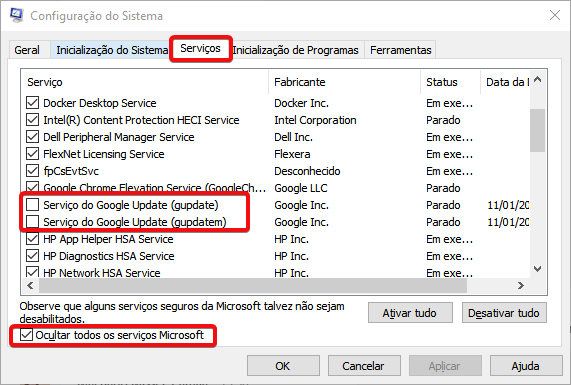 Configuração do Sistema
Geral Inicialização do Sistema Serviços Inicialização de Programas Ferramentas
Serviço Fabricante Status Data da
Docker Desktop Service Docker Inc. Em exe...
Intel(R) Content Protection HECI Service Intel Corporation Parado
Dell Peripheral Manager Service Dell Inc. Em exe...
FlexNet Licensing Service Flexera Em exe...
fpCsEvtSvc Desconhecido Em exe...
Google Chrome Elevation Service (GoogleCh... Google LLC Parado
Serviço do Google Update (gupdate) Google Inc. Parado 11/01/20
Serviço do Google Update (gupdatem) Google Inc. Parado 11/01/20
HP App Helper HSA Service HP Inc. Em exe...
HP Diagnostics HSA Service HP Inc. Em exe...
HP Network HSA Service HP Inc. Em exe...
Observe que alguns serviços seguros da Microsoft talvez não sejam
desabilitados.
Ativar tudo Desativar tudo
Ocultar todos os serviços Microsoft
OK Cancelar Aplicar Ajuda